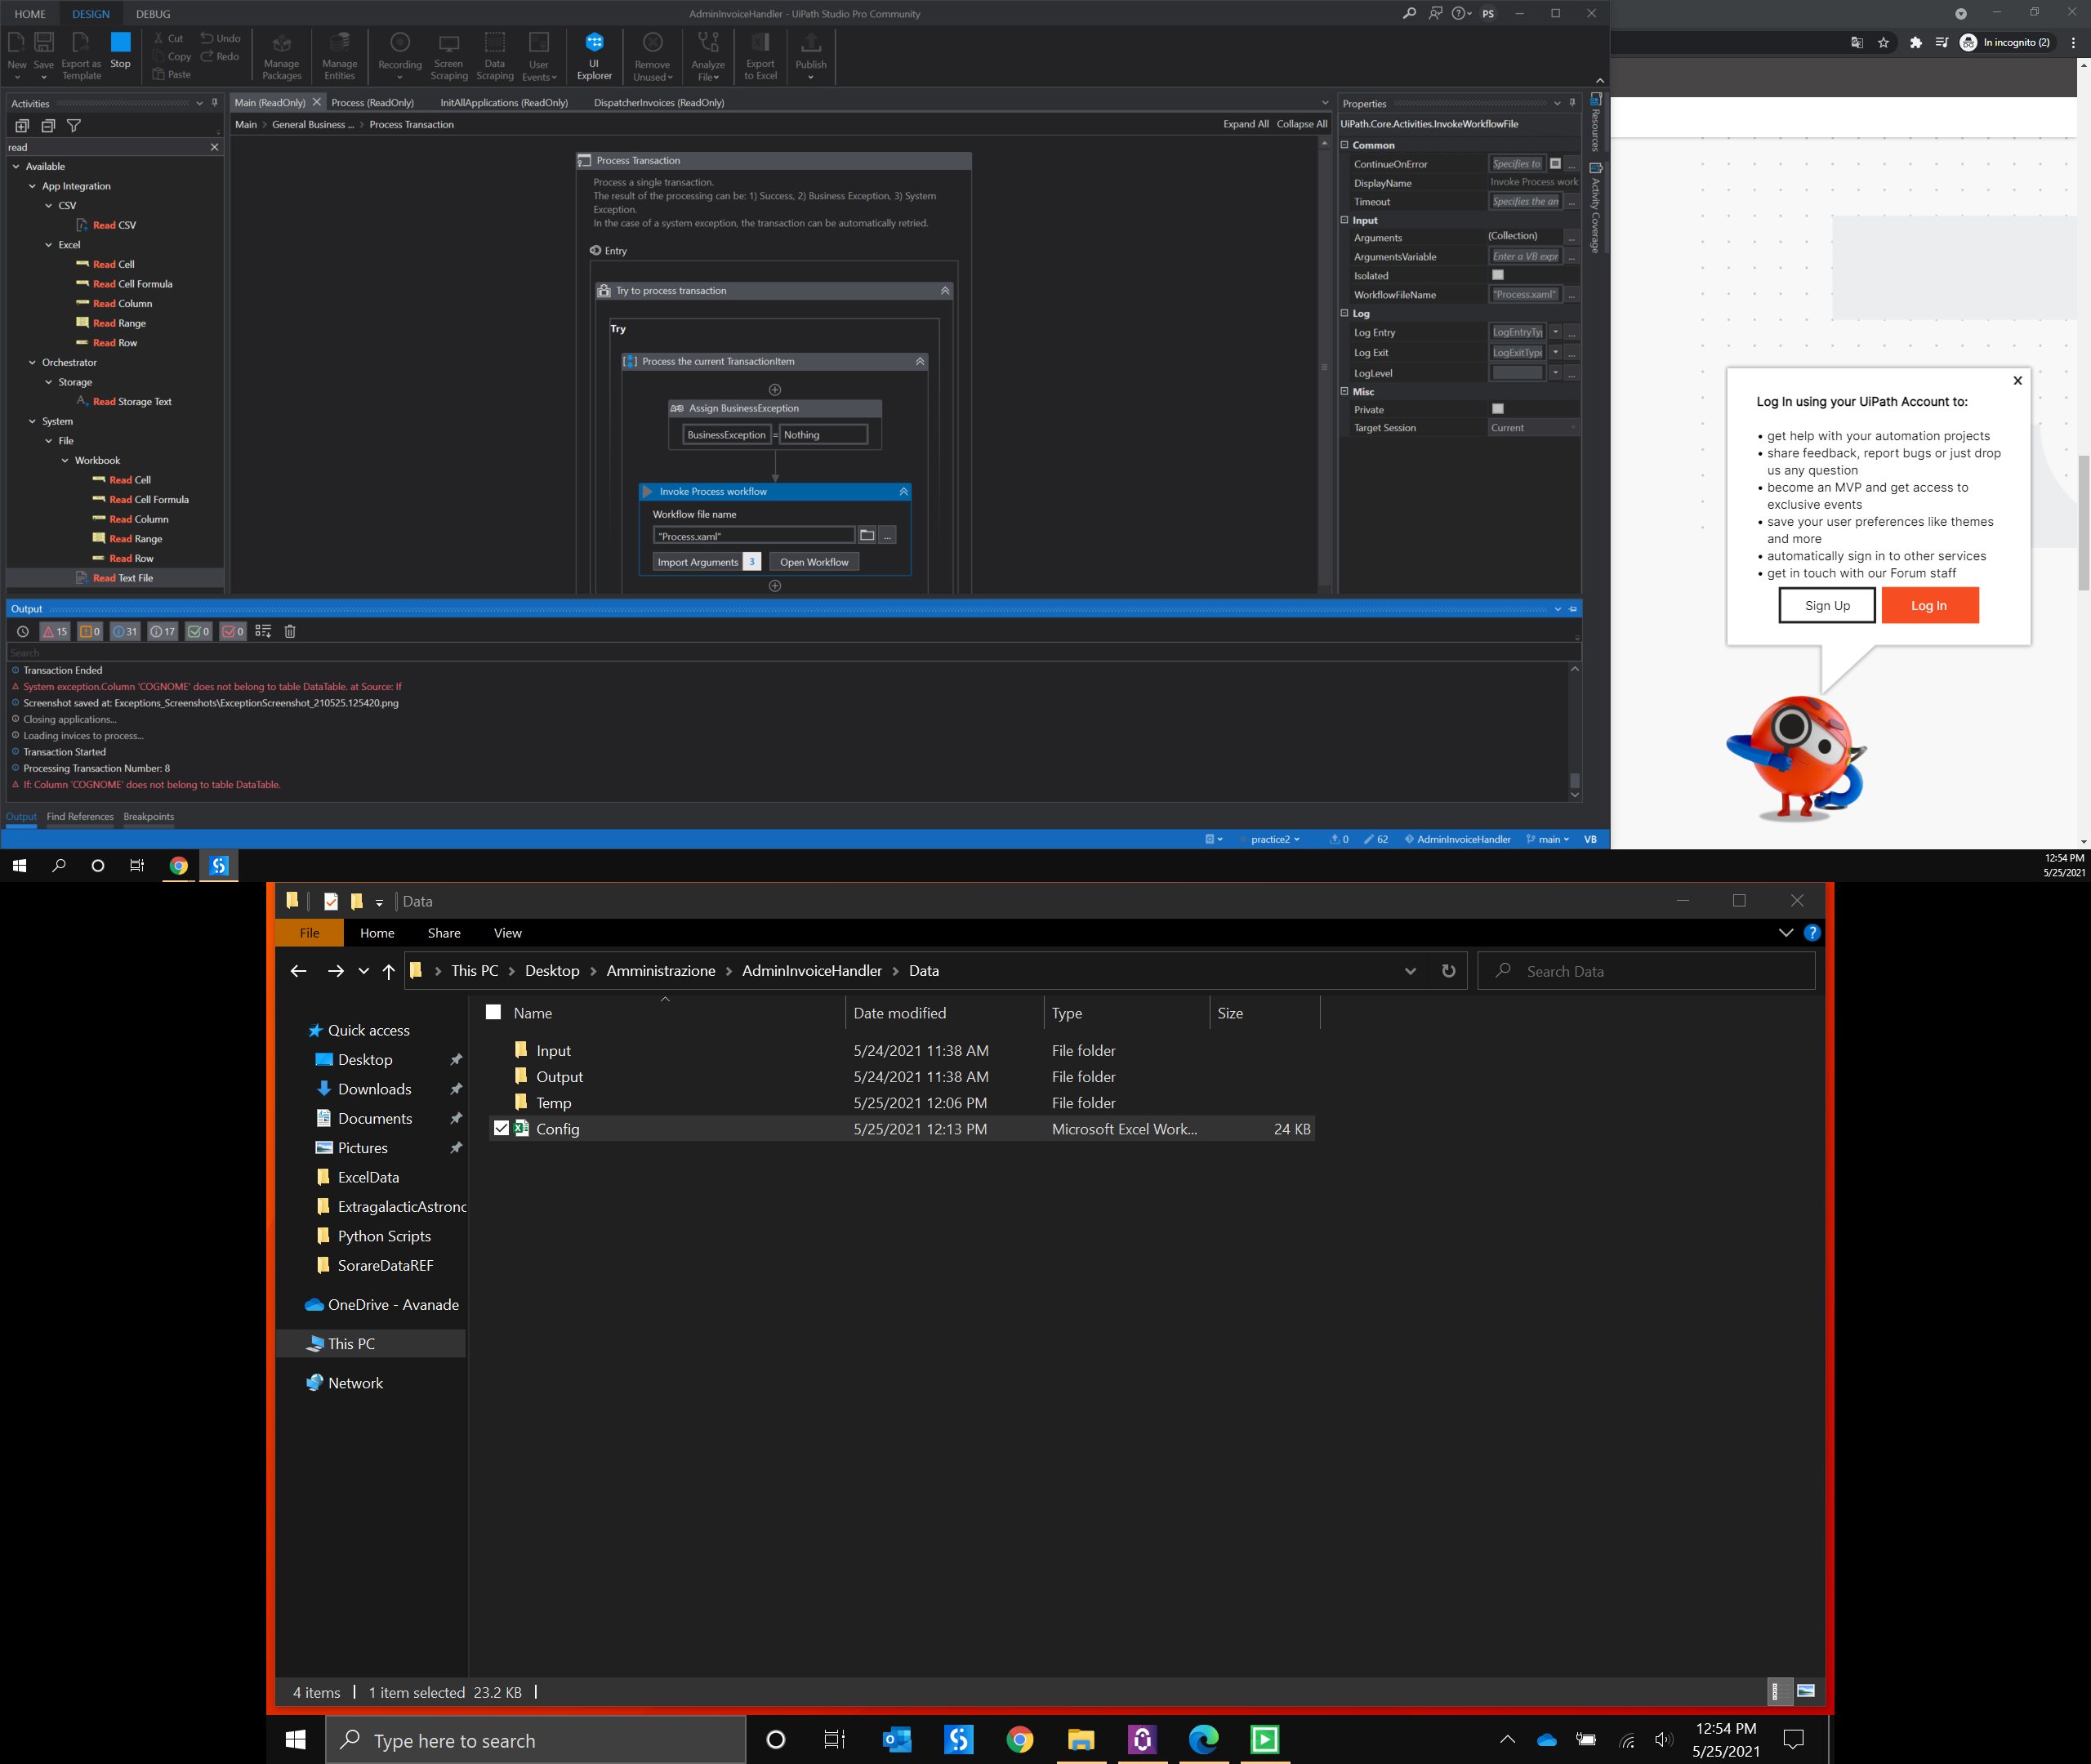 HOME DESIGN DEBUG
AdminInvoiceHandler - UiPath Studio Pro Community
PS
In incognito (2)
New Save Export as Template Stop
Cut Copy Paste Undo Redo
Manage Packages
Manage Entities
Recording Screen Scraping Data Scraping User Events
UI Explorer
Remove Unused
Analyze File
Export to Excel
Publish
Activities
read
Available
App Integration
CSV
Read CSV
Excel
Read Cell
Read Cell Formula
Read Column
Read Range
Read Row
Orchestrator
Storage
Read Storage Text
System
File
Workbook
Read Cell
Read Cell Formula
Read Column
Read Range
Read Row
Read Text File
Main (ReadOnly) Process (ReadOnly) InitAllApplications (ReadOnly) DispatcherInvoices (ReadOnly)
Main > General Business ... > Process Transaction
Expand All Collapse All
Process Transaction
Process a single transaction.
The result of the processing can be: 1) Success, 2) Business Exception, 3) System
Exception.
In the case of a system exception, the transaction can be automatically retried.
Entry
Try to process transaction
Try
Process the current TransactionItem
Assign BusinessException
BusinessException = Nothing
Invoke Process workflow
Workflow file name
"Process.xaml" ...
Import Arguments 3 Open Workflow
Properties
UiPath.Core.Activities.InvokeWorkflowFile
Common
ContinueOnError Specifies to ...
DisplayName Invoke Process work
Timeout Specifies the an ...
Input
Arguments (Collection) ...
ArgumentsVariable Enter a VB expr ...
Isolated
WorkflowFileName "Process.xaml" ...
Log
Log Entry LogEntryTyp ...
Log Exit LogExitType ...
LogLevel ...
Misc
Private
Target Session Current
Resources
Activity Coverage
Output
15 0 31 17 0 0
Search
Transaction Ended
System exception.Column 'COGNOME' does not belong to table DataTable. at Source: If
Screenshot saved at: Exceptions_Screenshots\ExceptionScreenshot_210525.125420.png
Closing applications...
Loading invices to process...
Transaction Started
Processing Transaction Number: 8
If: Column 'COGNOME' does not belong to table DataTable.
Output Find References Breakpoints
practice2 0 62 AdminInvoiceHandler main VB
Log In using your UiPath Account to:
• get help with your automation projects
• share feedback, report bugs or just drop
us any question
• become an MVP and get access to
exclusive events
• save your user preferences like themes
and more
• automatically sign in to other services
• get in touch with our Forum staff
Sign Up Log In
12:54 PM
5/25/2021
Data
File Home Share View
This PC > Desktop > Amministrazione > AdminInvoiceHandler > Data
Search Data
Name Date modified Type Size
Input 5/24/2021 11:38 AM File folder
Output 5/24/2021 11:38 AM File folder
Temp 5/25/2021 12:06 PM File folder
Config 5/25/2021 12:13 PM Microsoft Excel Work... 24 KB
Quick access
Desktop
Downloads
Documents
Pictures
ExcelData
ExtragalacticAstronc
Python Scripts
SorareDataREF
OneDrive - Avanade
This PC
Network
4 items 1 item selected 23.2 KB
Type here to search
12:54 PM
5/25/2021